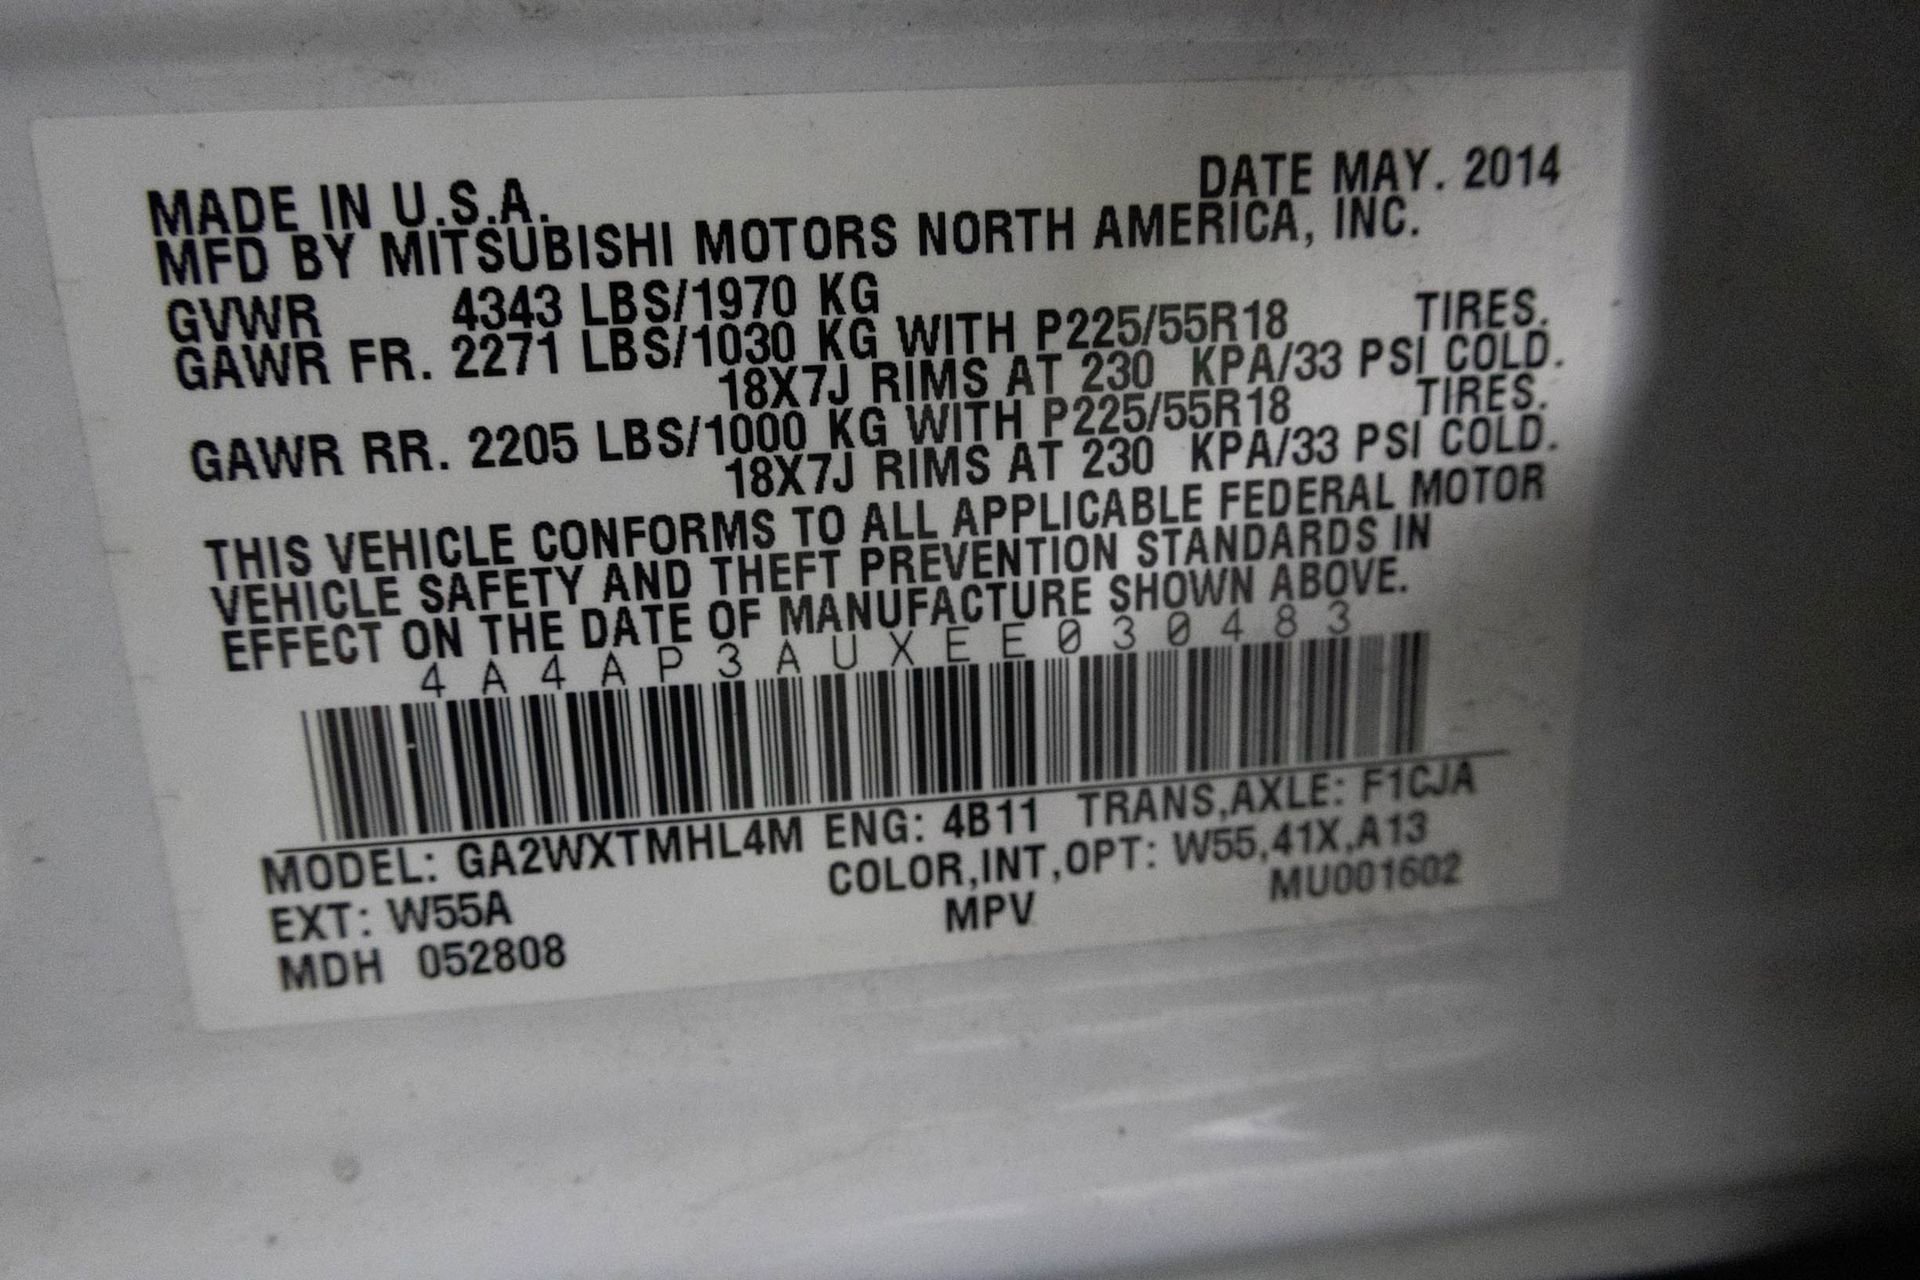 MADE IN U.S.A. DATE MAY. 2014
MFD BY MITSUBISHI MOTORS NORTH AMERICA, INC.
GVWR 4343 LBS/1970 KG
GAWR FR. 2271 LBS/1030 KG WITH P225/55R18 TIRES.
18X7J RIMS AT 230 KPA/33 PSI COLD.
GAWR RR. 2205 LBS/1000 KG WITH P225/55R18 TIRES.
18X7J RIMS AT 230 KPA/33 PSI COLD.
THIS VEHICLE CONFORMS TO ALL APPLICABLE FEDERAL MOTOR
VEHICLE SAFETY AND THEFT PREVENTION STANDARDS IN
EFFECT ON THE DATE OF MANUFACTURE SHOWN ABOVE.
4A4AP3AUXEE030483
MODEL: GA2WXTMHL4M ENG: 4B11 TRANS,AXLE: F1CJA
EXT: W55A COLOR,INT,OPT: W55,41X,A13
MDH 052808 MPV MU001602